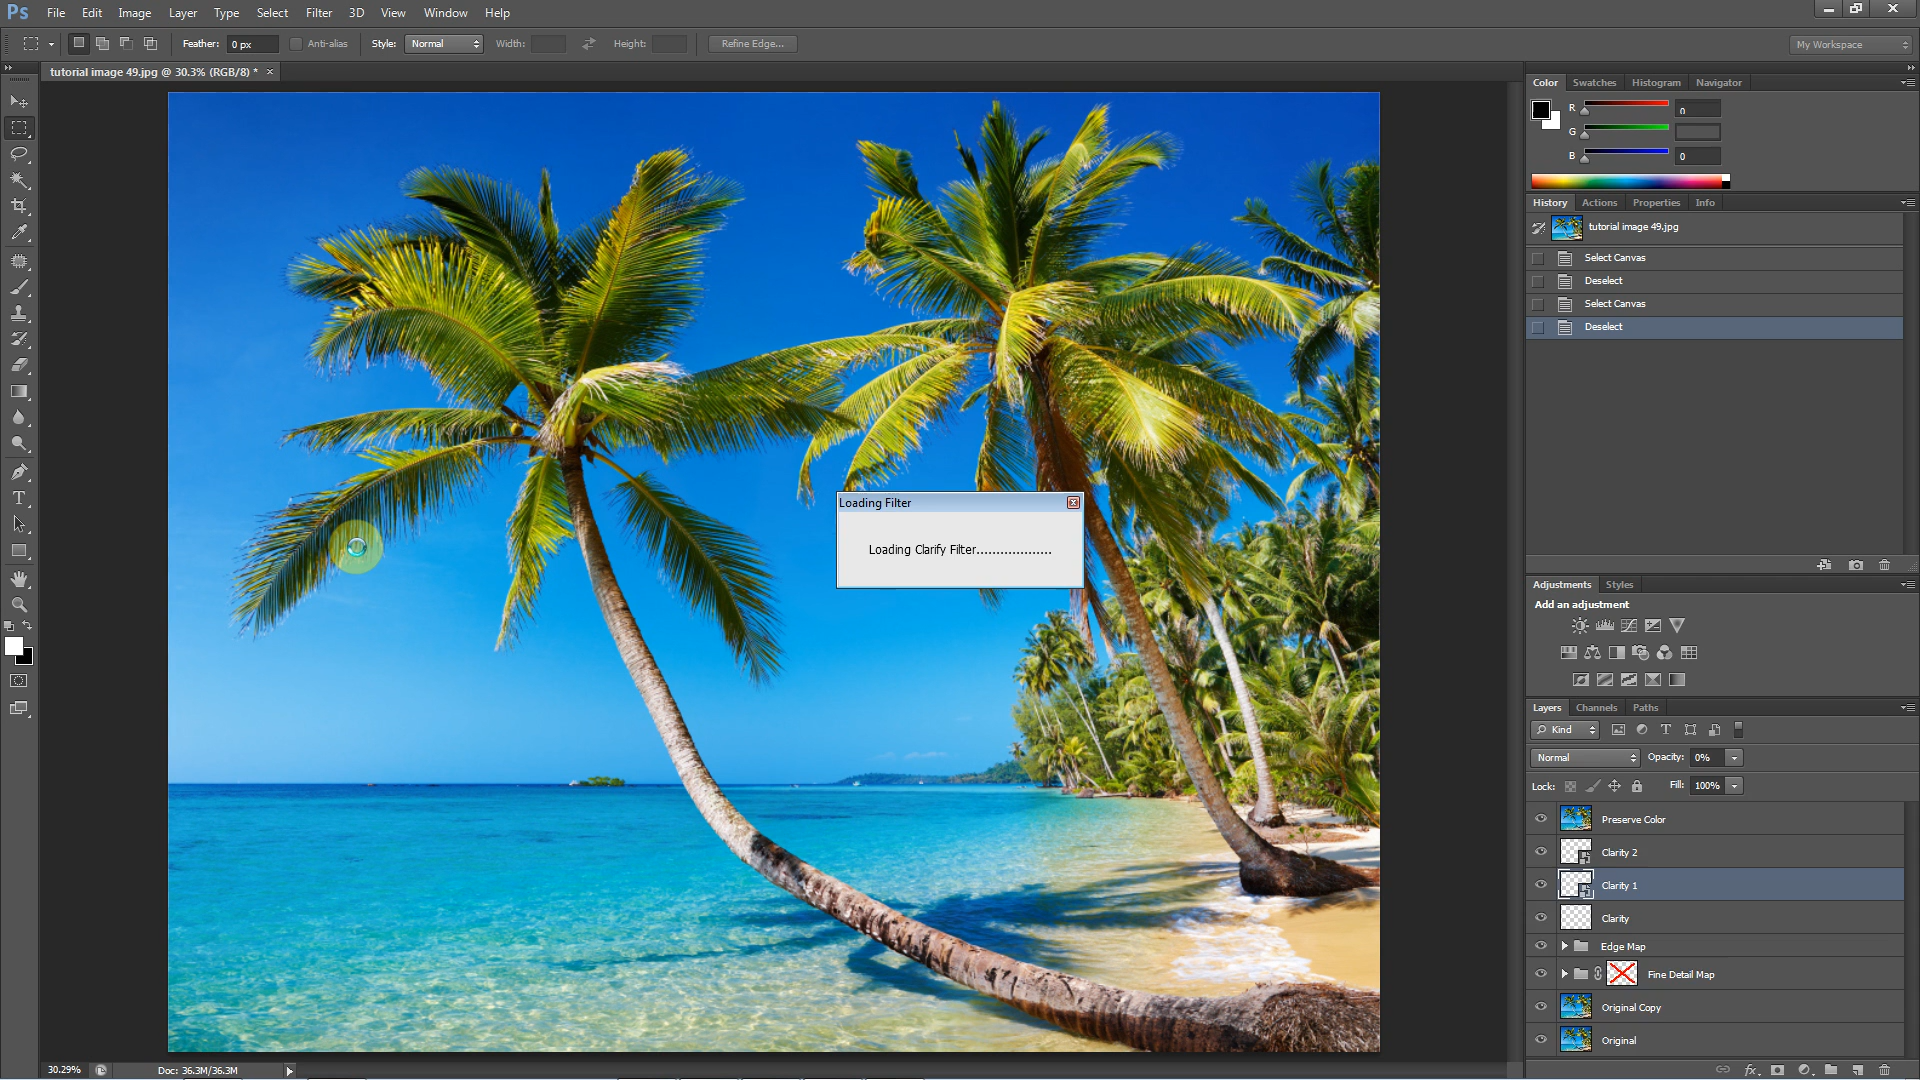 Ps File Edit Image Layer Type Select Filter 3D View Window Help
Feather: 0 px Anti-alias Style: Normal Width: Height: Refine Edge... My Workspace
tutorial image 49.jpg @ 30.3% (RGB/8) * ×
Color Swatches Histogram Navigator
R 0
G
B 0
History Actions Properties Info
tutorial image 49.jpg
Select Canvas
Deselect
Select Canvas
Deselect
Loading Filter
Loading Clarify Filter...................
Adjustments Styles
Add an adjustment
Layers Channels Paths
Kind
Normal Opacity: 0%
Lock: Fill: 100%
Preserve Color
Clarity 2
Clarity 1
Clarity
Edge Map
Fine Detail Map
Original Copy
Original
30.29% Doc: 36.3M/36.3M